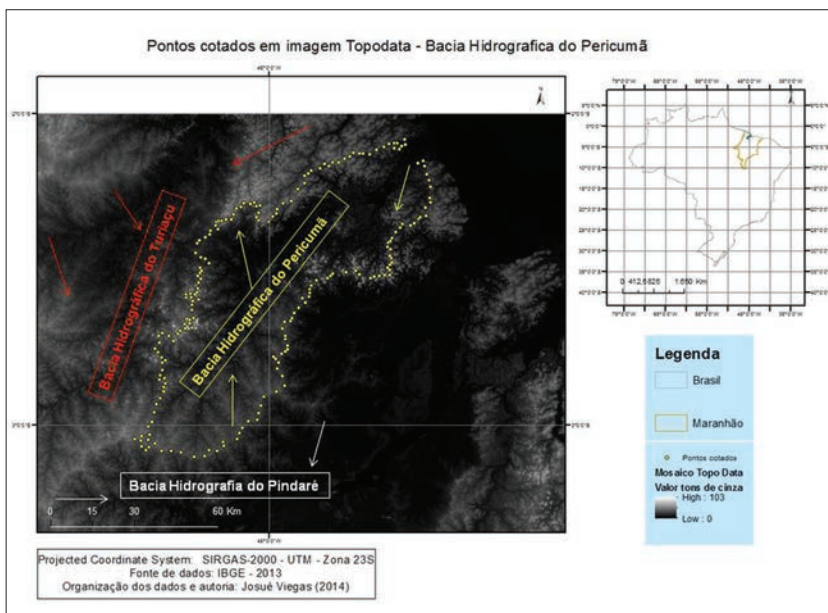 Pontos cotados em imagem Topodata - Bacia Hidrografica do Pericumã
Bacia Hidrográfica do Turiaçu
Bacia Hidrográfica do Pericumã
Bacia Hidrografia do Pindaré
0 15 30 60 Km
Projected Coordinate System: SIRGAS-2000 - UTM - Zona 23S
Fonte de dados: IBGE - 2013
Organização dos dados e autoria: Josué Viegas (2014)
Legenda
Brasil
Maranhão
Pontos cotados
Mosaico Topo Data
Valor tons de cinza
High : 103
Low : 0